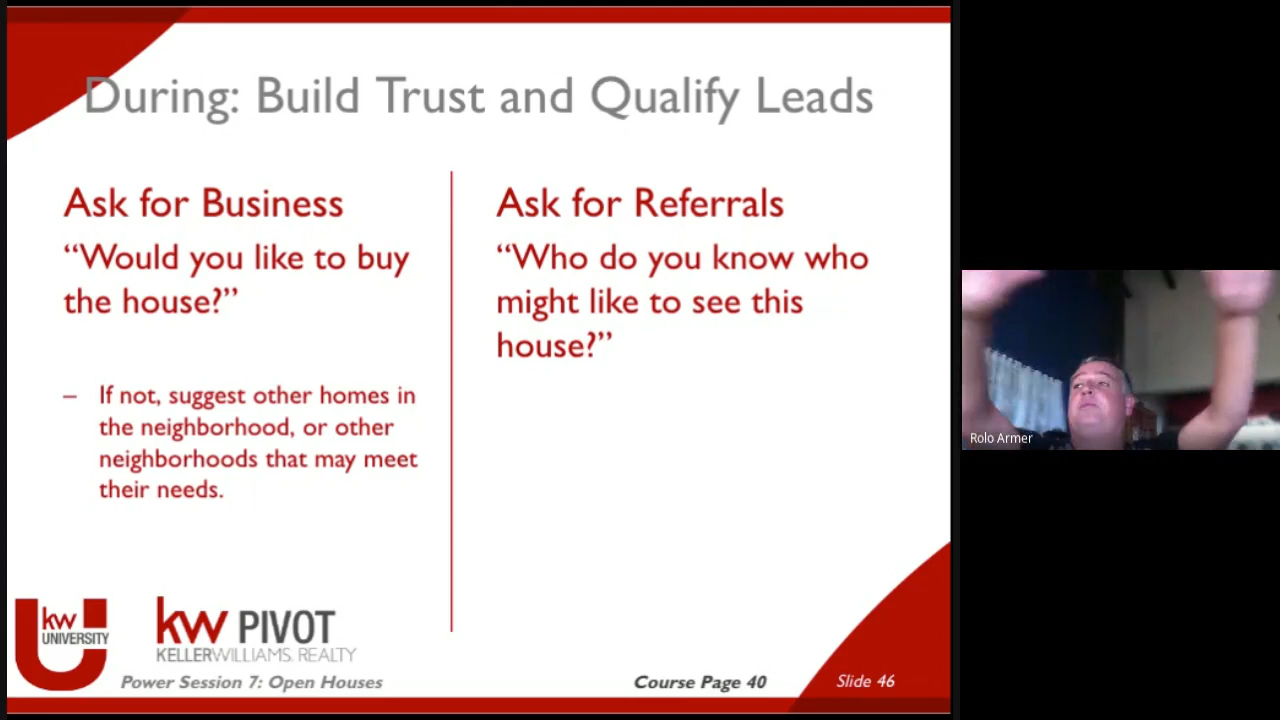 During: Build Trust and Qualify Leads
Ask for Business
“Would you like to buy
the house?”
– If not, suggest other homes in
the neighborhood, or other
neighborhoods that may meet
their needs.
Ask for Referrals
“Who do you know who
might like to see this
house?”
Rolo Armer
kw
UNIVERSITY
kw PIVOT
KELLERWILLIAMS. REALTY
Power Session 7: Open Houses
Course Page 40
Slide 46